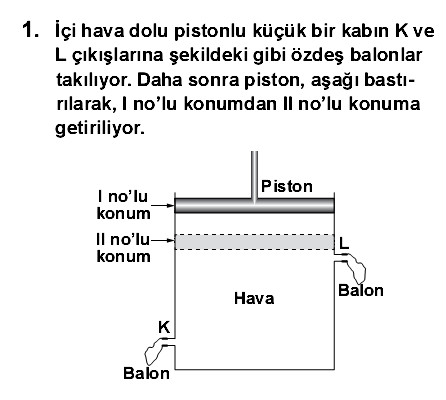 1. İçi hava dolu pistonlu küçük bir kabın K ve
L çıkışlarına şekildeki gibi özdeş balonlar
takılıyor. Daha sonra piston, aşağı bastı-
rılarak, I no'lu konumdan II no'lu konuma
getiriliyor.
Piston
I no'lu
konum
II no'lu
konum
L
Balon
Hava
K
Balon